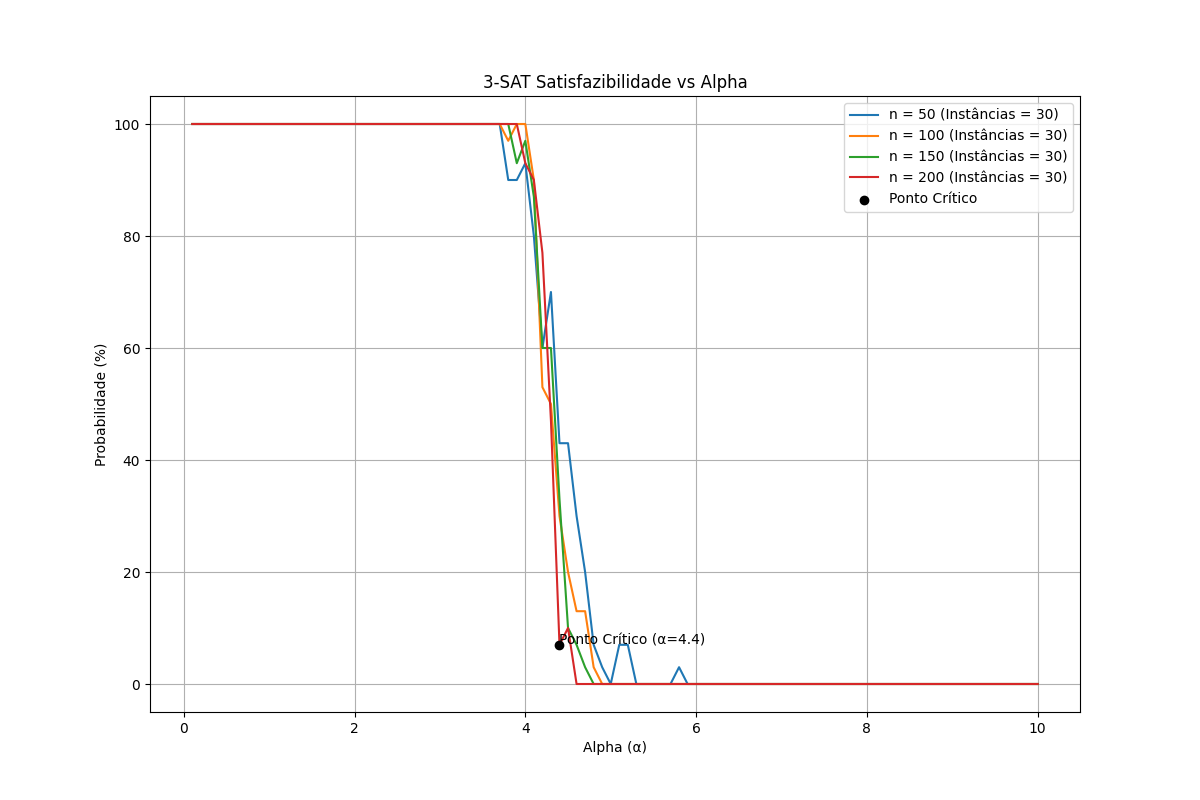 3-SAT Satisfazibilidade vs Alpha
n = 50 (Instâncias = 30)
n = 100 (Instâncias = 30)
n = 150 (Instâncias = 30)
n = 200 (Instâncias = 30)
Ponto Crítico
Probabilidade (%)
100
80
60
40
20
0
Ponto Crítico (α=4.4)
0 2 4 6 8 10
Alpha (α)